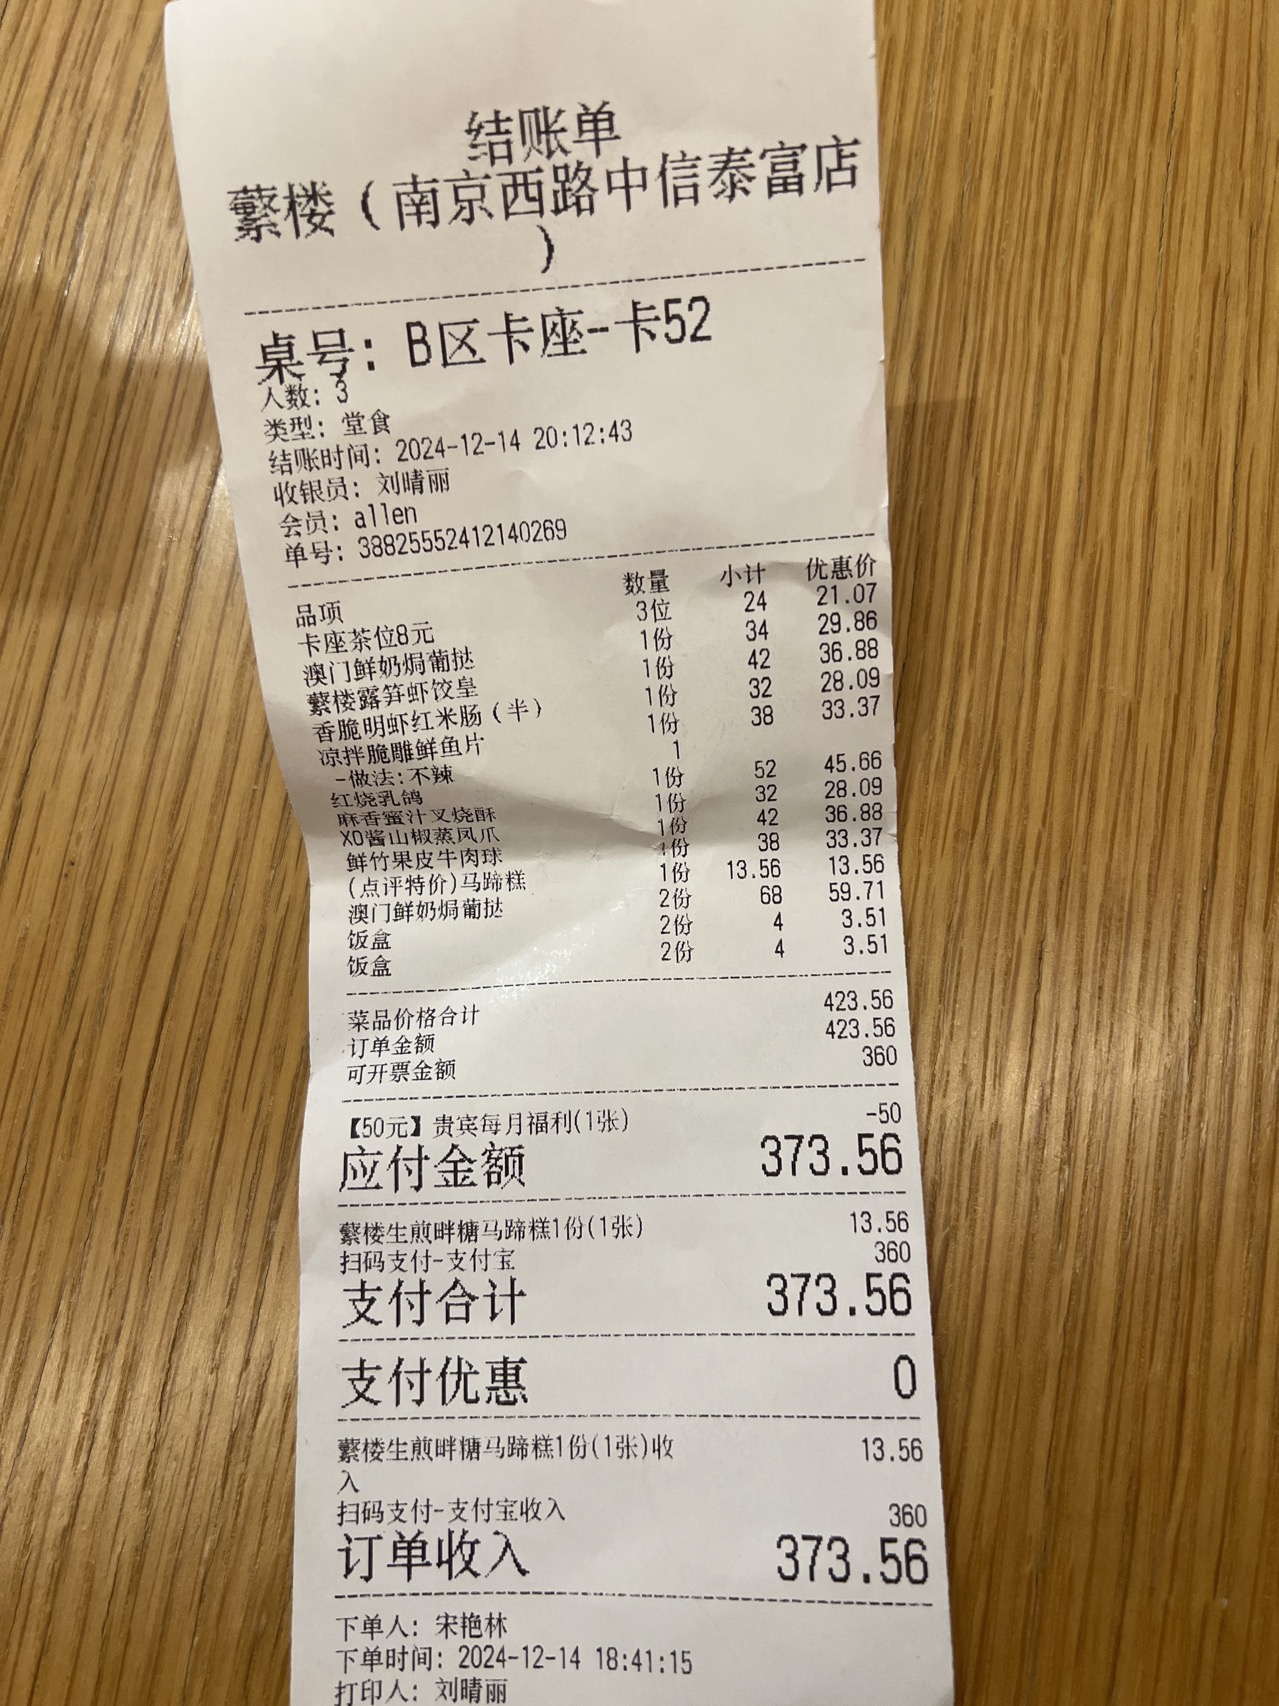 结账单
蘩楼（南京西路中信泰富店
）
桌号：B区卡座-卡52
人数：3
类型：堂食
结账时间：2024-12-14 20:12:43
收银员：刘晴丽
会员：allen
单号：38825552412140269
品项 数量 小计 优惠价
卡座茶位8元 3位 24 21.07
澳门鲜奶焗葡挞 1份 34 29.86
蘩楼露笋虾饺皇 1份 42 36.88
香脆明虾红米肠（半） 1份 32 28.09
凉拌脆雕鲜鱼片 1份 38 33.37
-做法:不辣 1
红烧乳鸽 1份 52 45.66
麻香蜜汁叉烧酥 1份 32 28.09
XO酱山椒蒸凤爪 1份 42 36.88
鲜竹果皮牛肉球 1份 38 33.37
(点评特价)马蹄糕 1份 13.56 13.56
澳门鲜奶焗葡挞 2份 68 59.71
饭盒 2份 4 3.51
饭盒 2份 4 3.51
菜品价格合计 423.56
订单金额 423.56
可开票金额 360
【50元】贵宾每月福利(1张) -50
应付金额 373.56
蘩楼生煎畔糖马蹄糕1份(1张) 13.56
扫码支付-支付宝 360
支付合计 373.56
支付优惠 0
蘩楼生煎畔糖马蹄糕1份(1张)收 13.56
入
扫码支付-支付宝收入 360
订单收入 373.56
下单人：宋艳林
下单时间：2024-12-14 18:41:15
打印人：刘晴丽